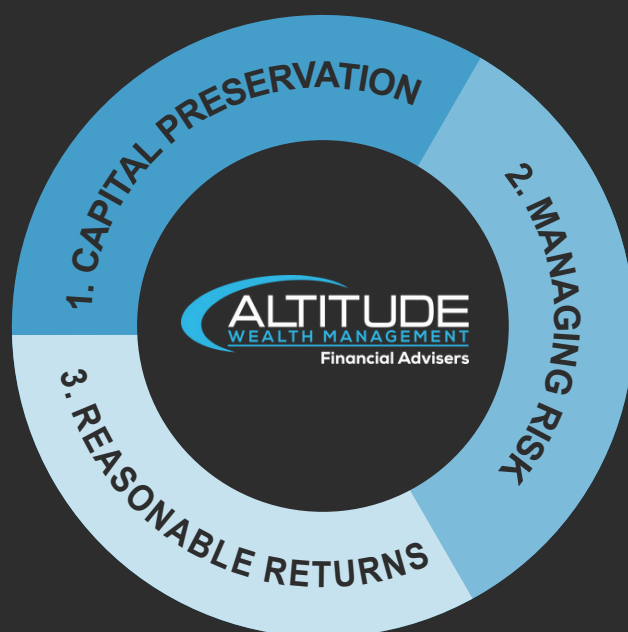 1. CAPITAL PRESERVATION
2. MANAGING RISK
3. REASONABLE RETURNS
ALTITUDE
WEALTH MANAGEMENT
Financial Advisers